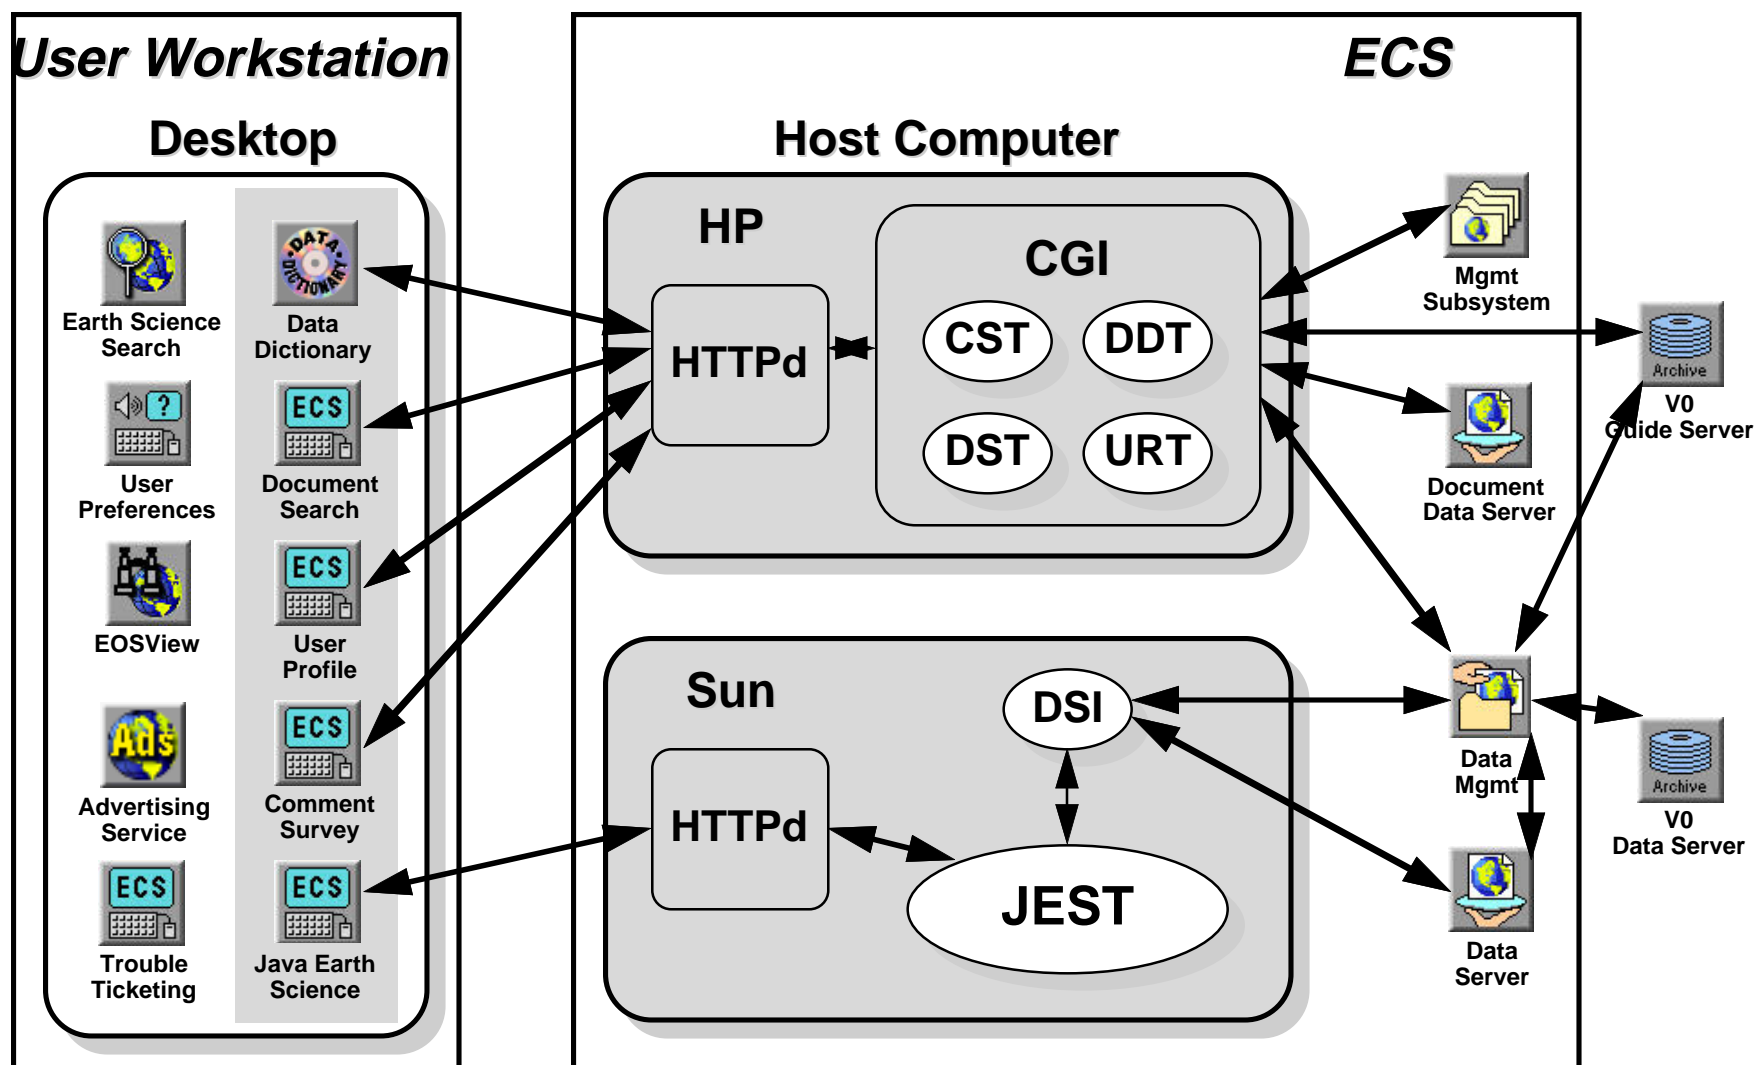 User Workstation
ECS
Desktop
Host Computer
Earth Science
Search
DATA
DICTIONARY
Data
Dictionary
?
User
Preferences
ECS
Document
Search
EOSView
ECS
User
Profile
Ads
Advertising
Service
ECS
Comment
Survey
ECS
Trouble
Ticketing
ECS
Java Earth
Science
HP
HTTPd
CGI
CST
DDT
DST
URT
Sun
HTTPd
DSI
JEST
Mgmt
Subsystem
Archive
V0
Guide Server
Document
Data Server
Data
Mgmt
Archive
V0
Data Server
Data
Server